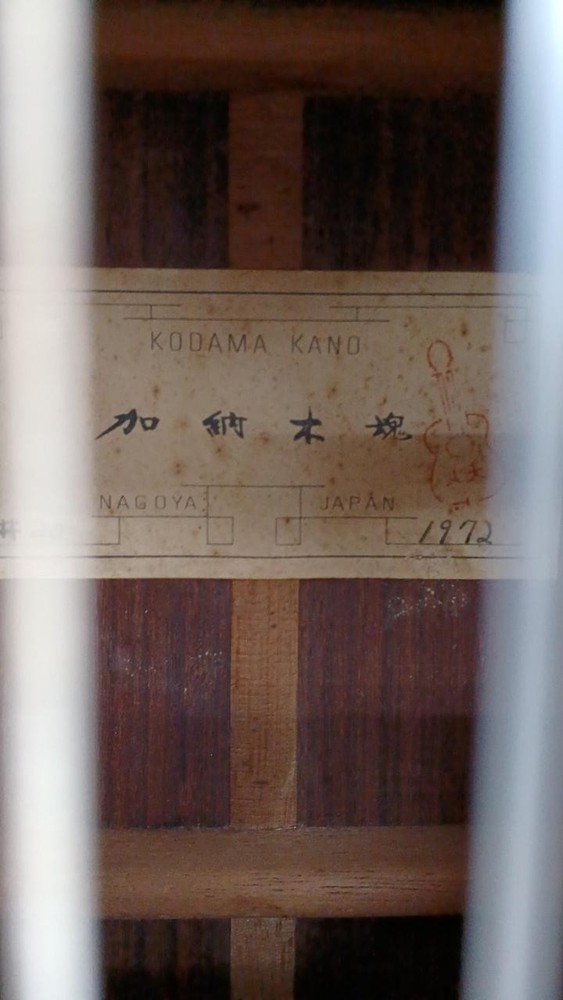 KODAMA KANO
加納木魂
NAGOYA JAPAN
1972